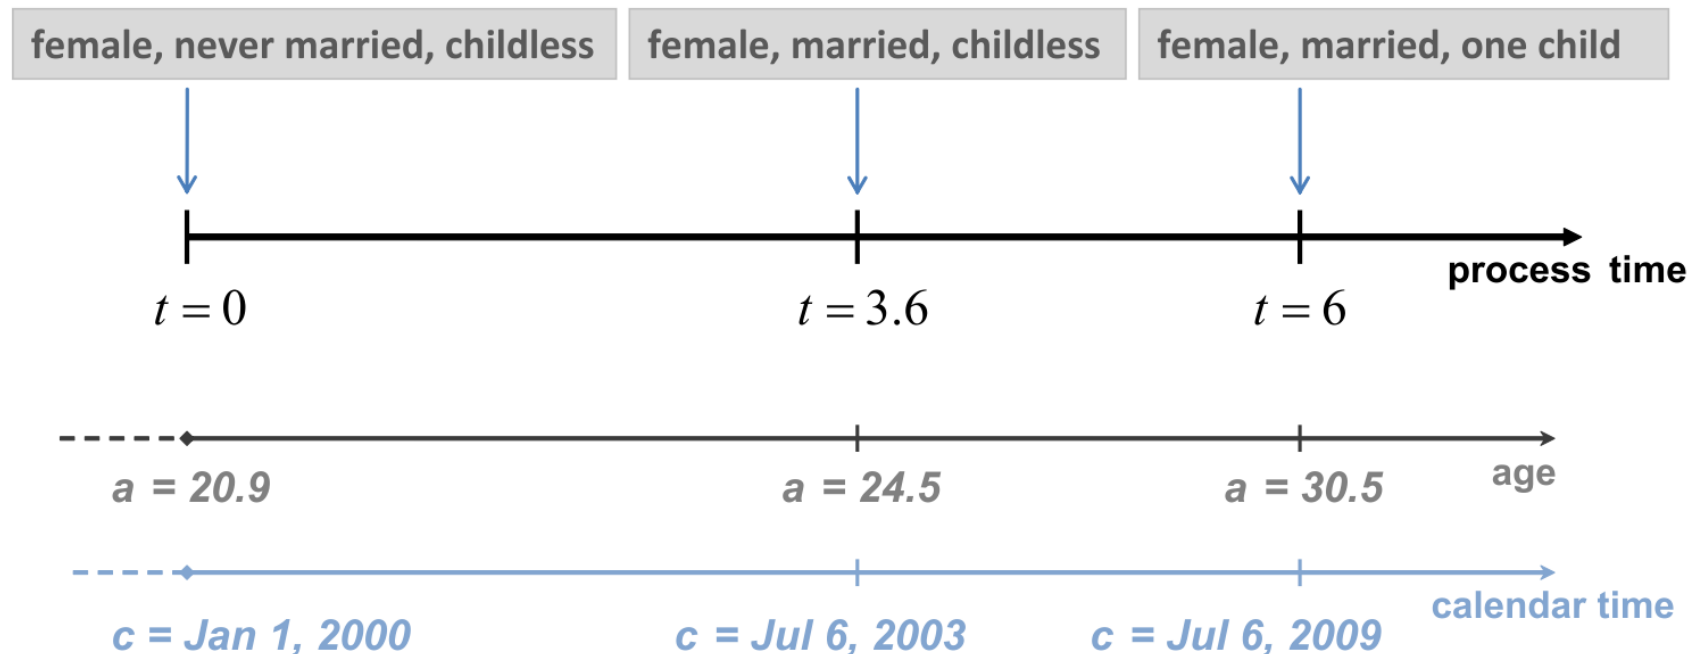 female, never married, childless
female, married, childless
female, married, one child
process time
t = 0
t = 3.6
t = 6
a = 20.9
a = 24.5
a = 30.5
age
c = Jan 1, 2000
c = Jul 6, 2003
c = Jul 6, 2009
calendar time